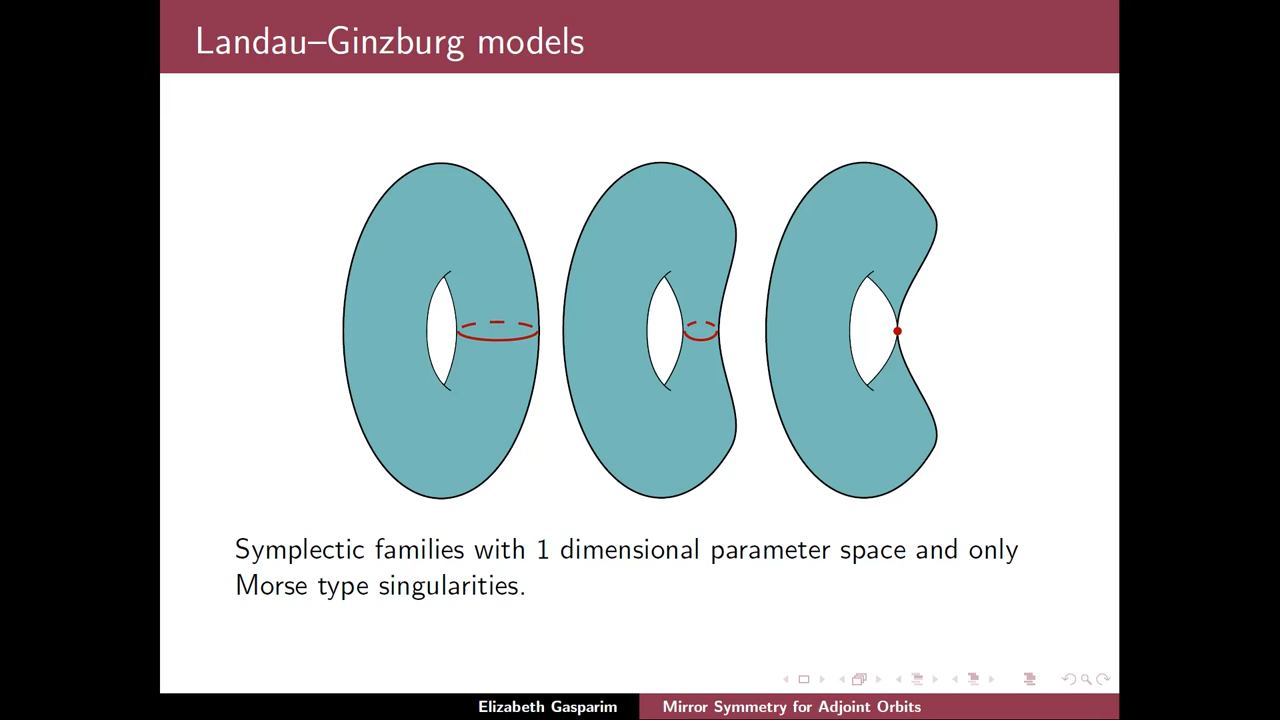 Landau–Ginzburg models
Symplectic families with 1 dimensional parameter space and only
Morse type singularities.
Elizabeth Gasparim
Mirror Symmetry for Adjoint Orbits